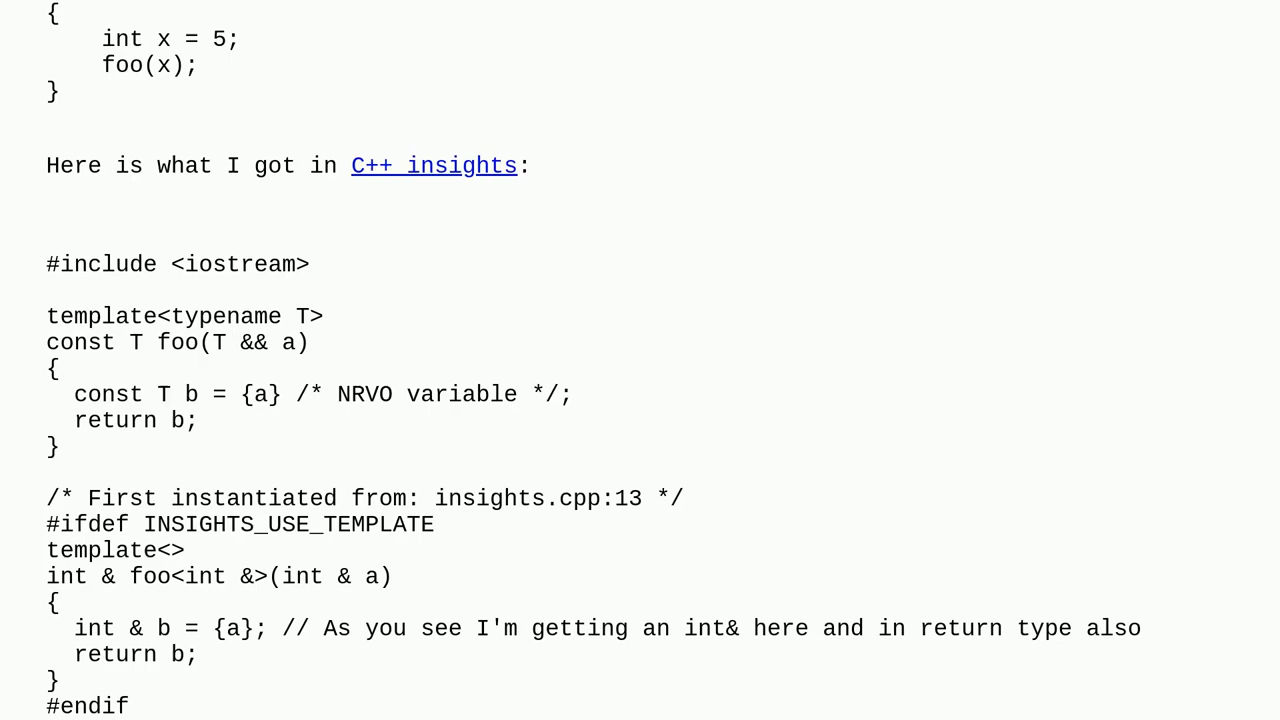 {
    int x = 5;
    foo(x);
}
Here is what I got in C++ insights:
#include <iostream>
template<typename T>
const T foo(T && a)
{
  const T b = {a} /* NRVO variable */;
  return b;
}
/* First instantiated from: insights.cpp:13 */
#ifdef INSIGHTS_USE_TEMPLATE
template<>
int & foo<int &>(int & a)
{
  int & b = {a}; // As you see I'm getting an int& here and in return type also
  return b;
}
#endif